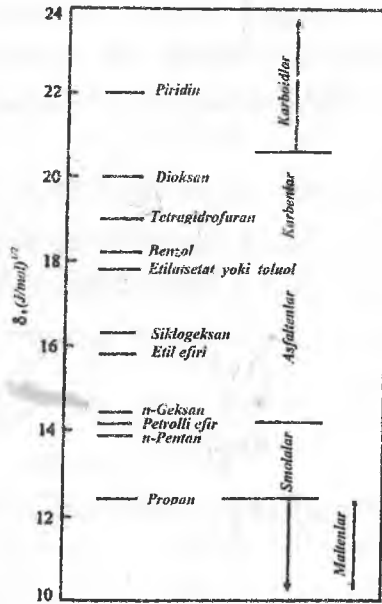 24
22
20
18
16
14
12
10
δ,(J/mol)^1/2
Piridin
Dioksan
Tetragidrofuran
Benzol
Etilatsetat yoki toluol
Siklogeksan
Etil efiri
n-Geksan
Petrolli efir
n-Pentan
Propan
Karboidlar
Karbenlar
Asfaltenlar
Smolalar
Maltenlar